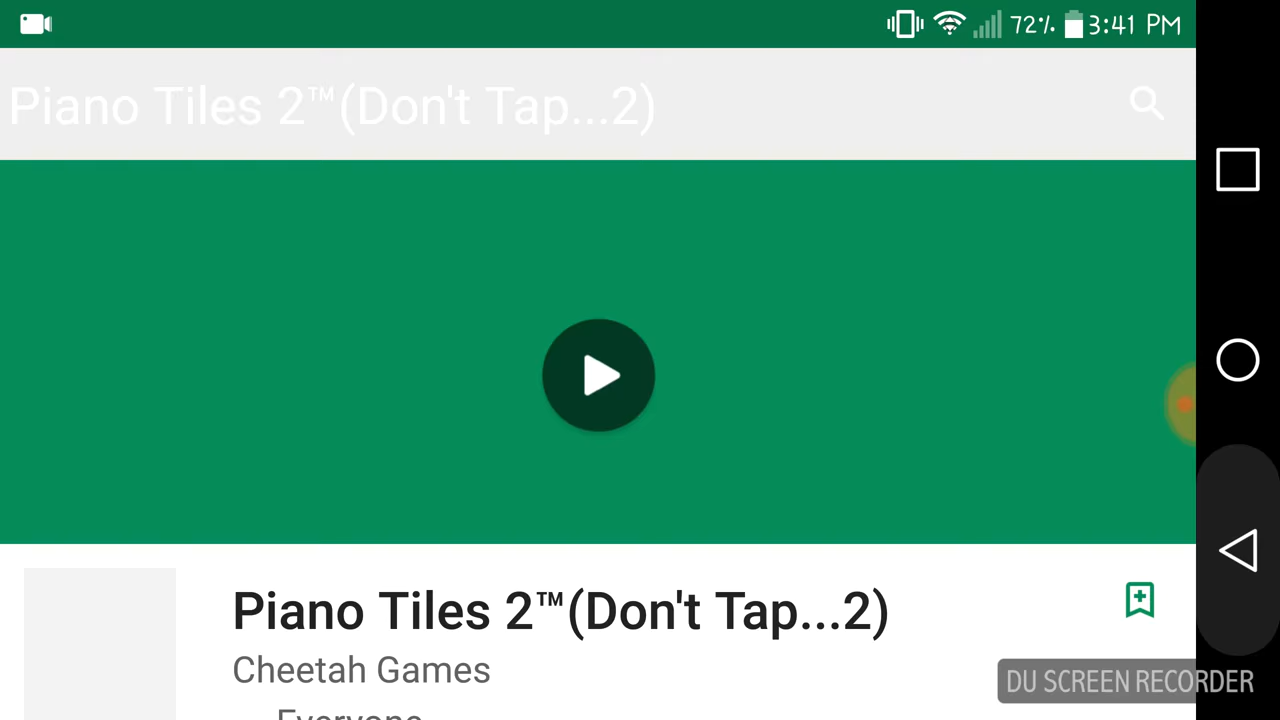 72% 3:41 PM
Piano Tiles 2™(Don't Tap...2)
Piano Tiles 2™(Don't Tap...2)
Cheetah Games
Everyone
DU SCREEN RECORDER